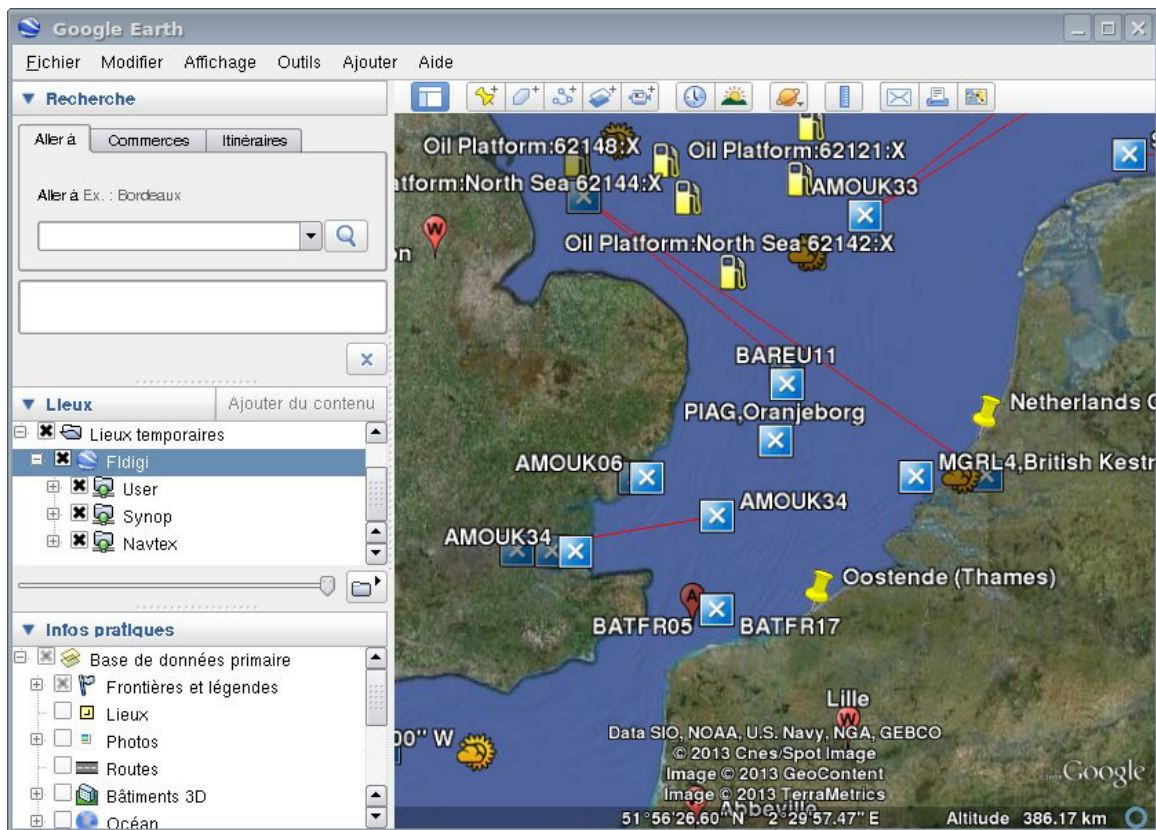 Google Earth
Fichier Modifier Affichage Outils Ajouter Aide
Recherche
Aller à Commerces Itinéraires
Aller à Ex. : Bordeaux
Lieux Ajouter du contenu
Lieux temporaires
Fldigi
User
Synop
Navtex
Infos pratiques
Base de données primaire
Frontières et légendes
Lieux
Photos
Routes
Bâtiments 3D
Océan
Oil Platform:62148:X
Oil Platform:62121:X
atform:North Sea 62144:X
AMOUK33
S
W
on
Oil Platform:North Sea 62142:X
BAREU11
Netherlands C
PIAG,Oranjeborg
AMOUK06
MGRL4,British Kestr
AMOUK34
AMOUK34
Oostende (Thames)
A
BATFR05
BATFR17
Lille
W
00" W
Data SIO, NOAA, U.S. Navy, NGA, GEBCO
© 2013 Cnes/Spot Image
Image © 2013 GeoContent
Image © 2013 TerraMetrics
Google
Abbeville
51°56'26.60" N 2°29'57.47" E Altitude 386.17 km